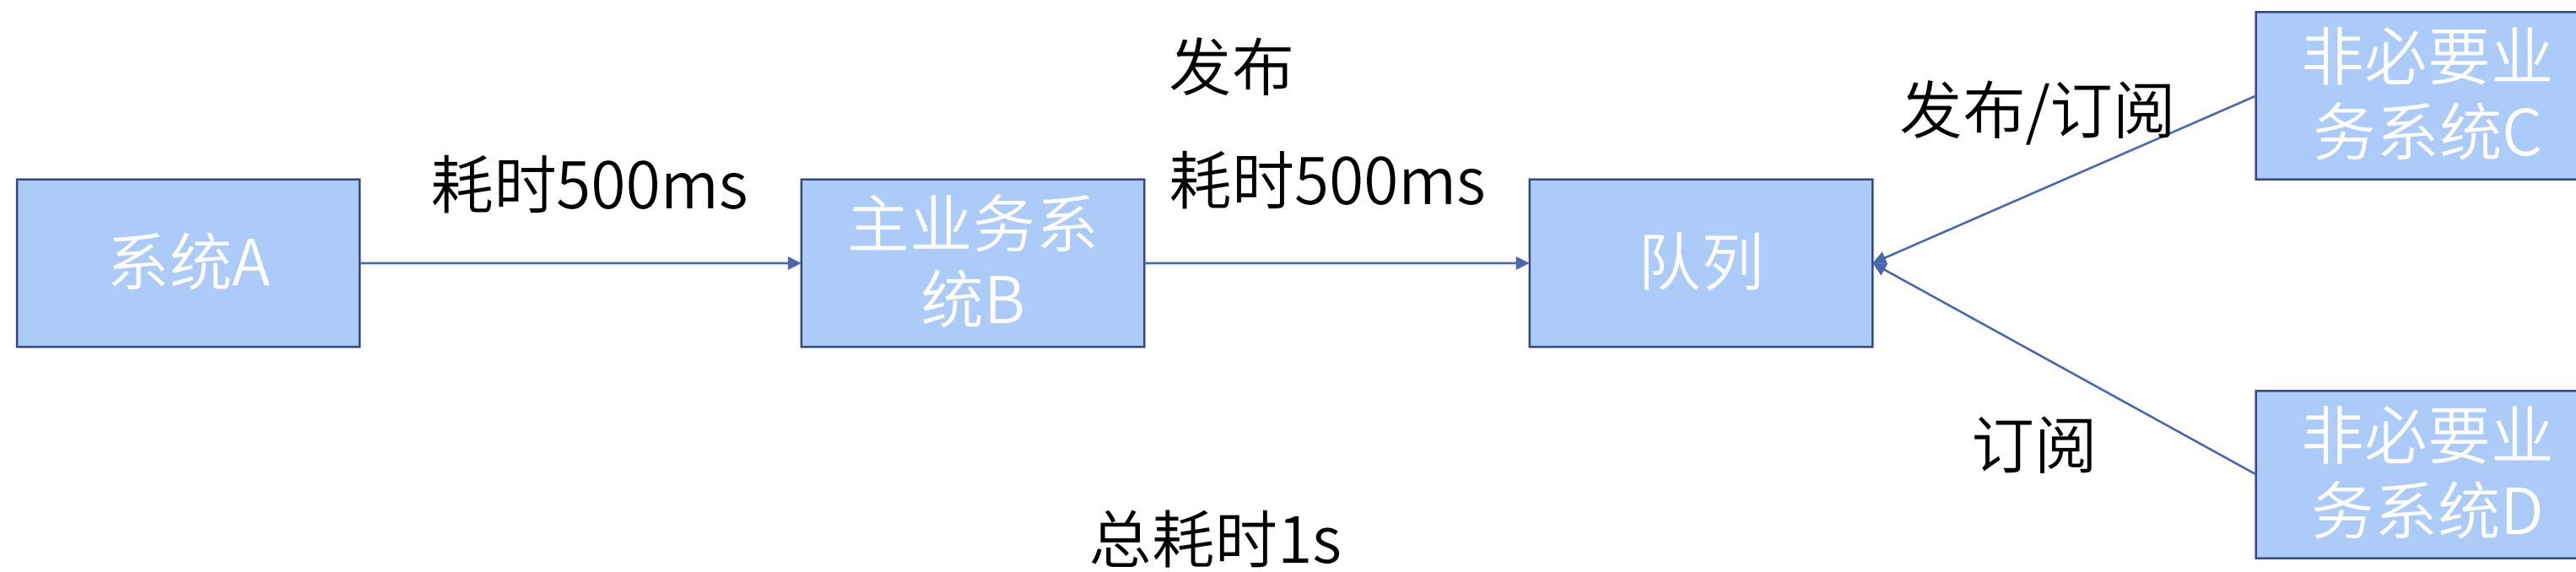 系统A
耗时500ms
主业务系
统B
发布
耗时500ms
队列
发布/订阅
订阅
非必要业
务系统C
非必要业
务系统D
总耗时1s